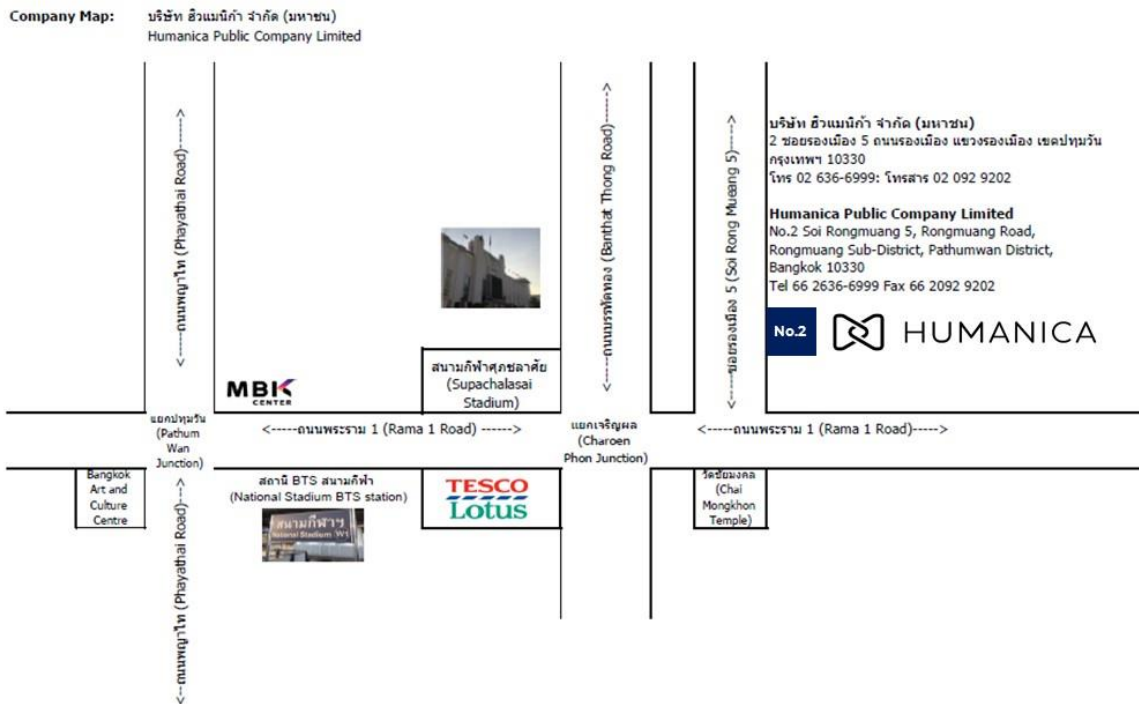 Company Map:
บริษัท ฮิวแมนิก้า จำกัด (มหาชน)
Humanica Public Company Limited
<-----ถนนพญาไท (Phayathai Road)----->
<-----ถนนบรรทัดทอง (Banthat Thong Road)----->
<-----ซอยรองเมือง 5 (Soi Rong Mueang 5)----->
บริษัท ฮิวแมนิก้า จำกัด (มหาชน)
2 ซอยรองเมือง 5 ถนนรองเมือง แขวงรองเมือง เขตปทุมวัน
กรุงเทพฯ 10330
โทร 02 636-6999: โทรสาร 02 092 9202
Humanica Public Company Limited
No.2 Soi Rongmuang 5, Rongmuang Road,
Rongmuang Sub-District, Pathumwan District,
Bangkok 10330
Tel 66 2636-6999 Fax 66 2092 9202
No.2
HUMANICA
MBK
CENTER
สนามกีฬาศุภชลาศัย
(Supachalasai
Stadium)
แยกปทุมวัน
(Pathum
Wan
Junction)
<-----ถนนพระราม 1 (Rama 1 Road) ------>
แยกเจริญผล
(Charoen
Phon Junction)
<-----ถนนพระราม 1 (Rama 1 Road)----->
Bangkok
Art and
Culture
Centre
สถานี BTS สนามกีฬา
(National Stadium BTS station)
สนามกีฬาฯ
National Stadium W1
TESCO
Lotus
วัดชัยมงคล
(Chai
Mongkhon
Temple)
<-----ถนนพญาไท (Phayathai Road)----->